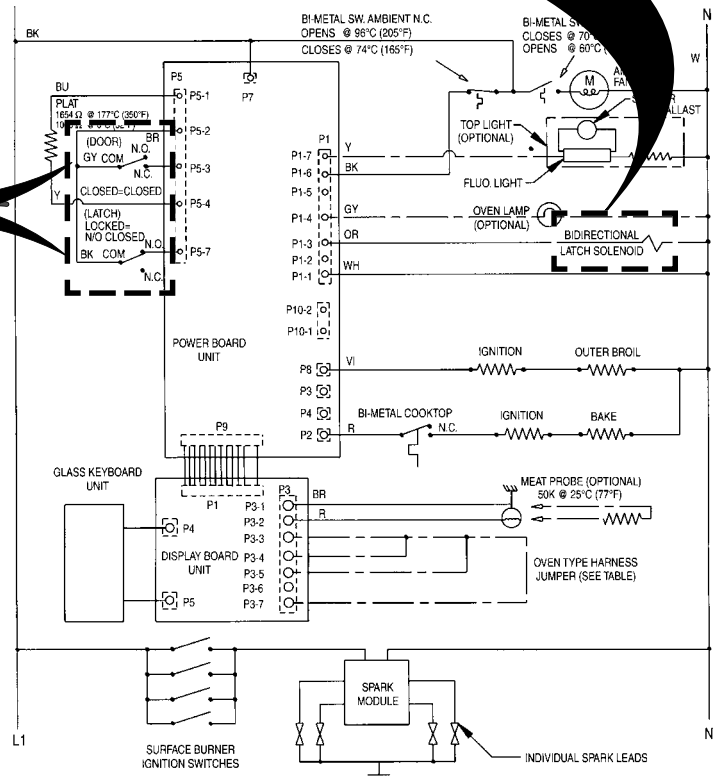 BI-METAL SW. AMBIENT N.C.
OPENS @ 96°C (205°F)
CLOSES @ 74°C (165°F)
BI-METAL
CLOSES @ 70°
OPENS @ 60°C
N
BK
W
M
FAN
BALLAST
TOP LIGHT
(OPTIONAL)
FLUO. LIGHT
BU
P5
P7
PLAT
1654 Ω @ 177°C (350°F)
P5-1
BR
P5-2
(DOOR)
N.O.
GY COM
P5-3
N.C.
CLOSED=CLOSED
Y
P5-4
(LATCH)
LOCKED=
N/O CLOSED
N.O.
BK COM
P5-7
N.C.
P1
P1-7
Y
P1-6
BK
P1-5
P1-4
GY
OVEN LAMP
(OPTIONAL)
P1-3
OR
BIDIRECTIONAL
LATCH SOLENOID
P1-2
P1-1
WH
P10-2
P10-1
POWER BOARD
UNIT
P8
VI
IGNITION
OUTER BROIL
P3
P4
BI-METAL COOKTOP
P2
R
N.C.
IGNITION
BAKE
P9
GLASS KEYBOARD
UNIT
P1
P3
P4
DISPLAY BOARD
UNIT
P5
P3-1
BR
P3-2
R
P3-3
P3-4
P3-5
P3-6
P3-7
MEAT PROBE (OPTIONAL)
50K @ 25°C (77°F)
OVEN TYPE HARNESS
JUMPER (SEE TABLE)
SPARK
MODULE
L1
N
SURFACE BURNER
IGNITION SWITCHES
INDIVIDUAL SPARK LEADS